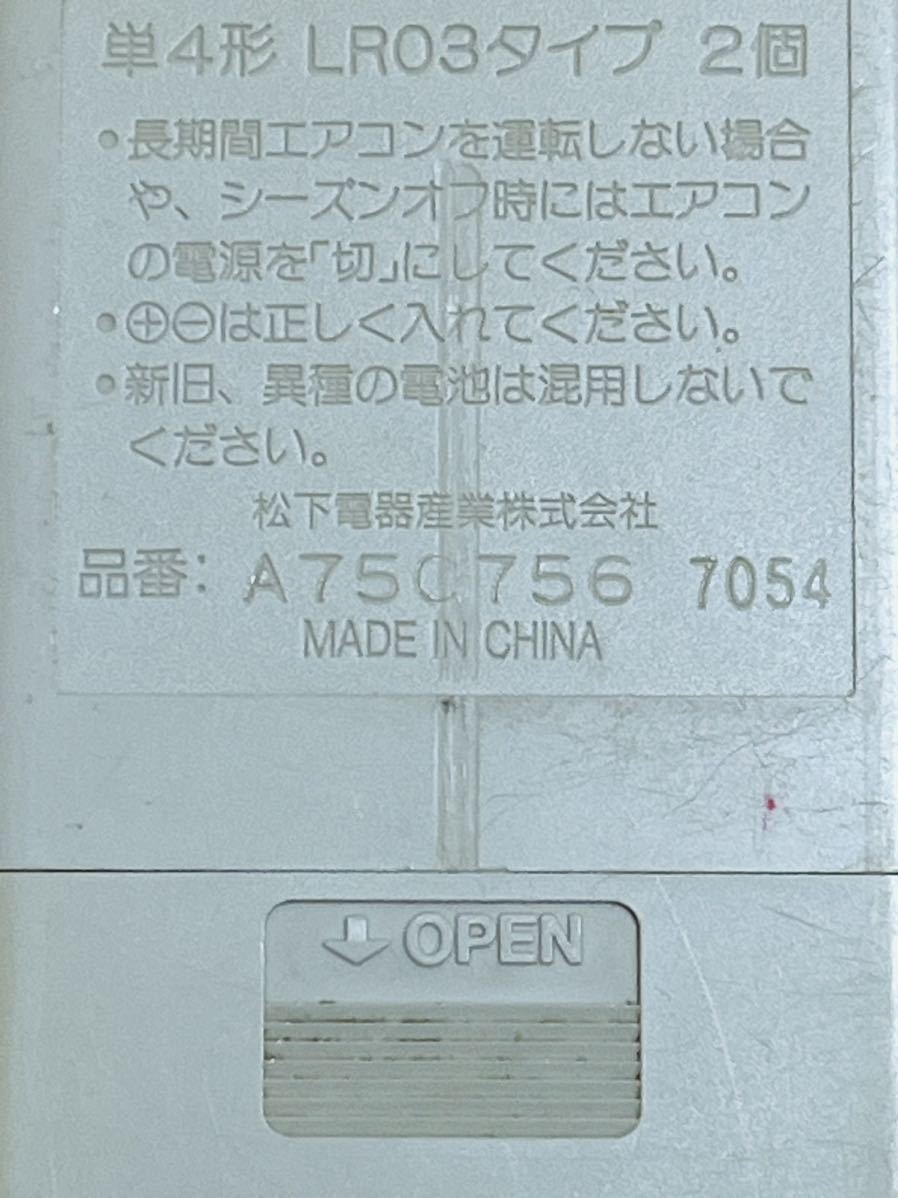 単4形 LR03タイプ 2個
•長期間エアコンを運転しない場合
や、シーズンオフ時にはエアコン
の電源を「切」にしてください。
•⊕⊖は正しく入れてください。
•新旧、異種の電池は混用しないで
ください。
松下電器産業株式会社
品番: A75C756 7054
MADE IN CHINA
↓OPEN